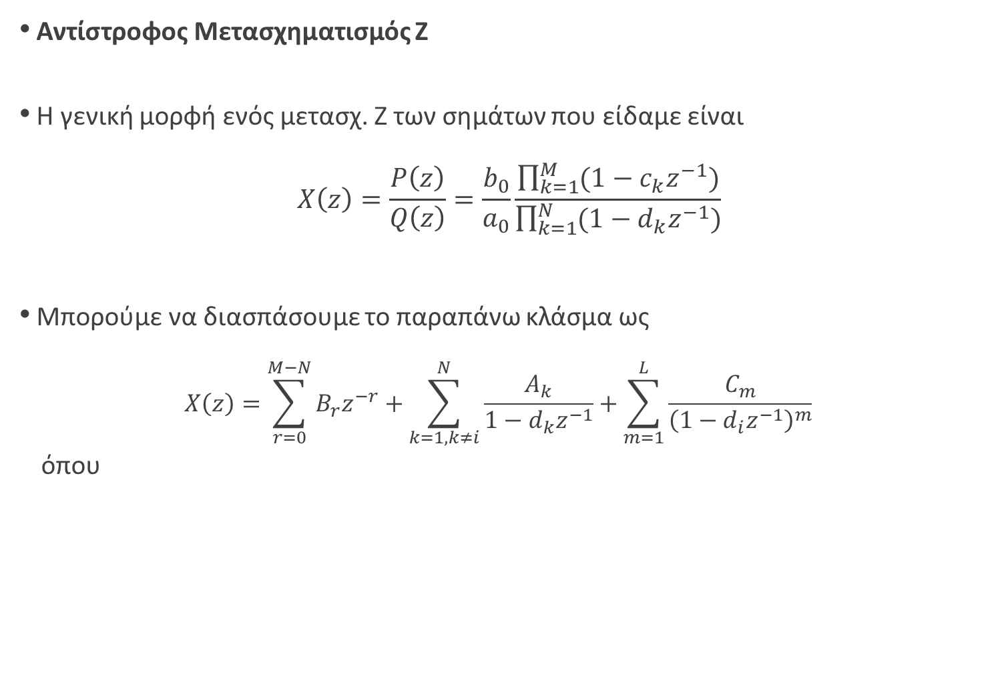 • Αντίστροφος Μετασχηματισμός Ζ
• Η γενική μορφή ενός μετασχ. Ζ των σημάτων που είδαμε είναι
$X(z) = \frac{P(z)}{Q(z)} = \frac{b_0}{a_0} \frac{\prod_{k=1}^{M}(1 - c_k z^{-1})}{\prod_{k=1}^{N}(1 - d_k z^{-1})}$
• Μπορούμε να διασπάσουμε το παραπάνω κλάσμα ως
$X(z) = \sum_{r=0}^{M-N} B_r z^{-r} + \sum_{k=1, k \neq i}^{N} \frac{A_k}{1 - d_k z^{-1}} + \sum_{m=1}^{L} \frac{C_m}{(1 - d_i z^{-1})^m}$
όπου